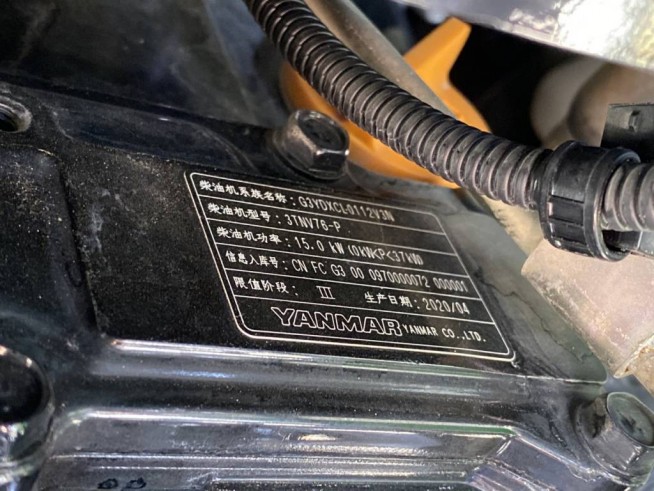 柴油机系族名称: G3YDXCL0112V3N
柴油机型号: 3TNV76-P
柴油机功率: 15.0 kW (0kW<P<37kW)
信息入库号: CN FC G3 00 0970000072 000001
限值阶段: III 生产日期: 2020/04
YANMAR YANMAR CO.,LTD.